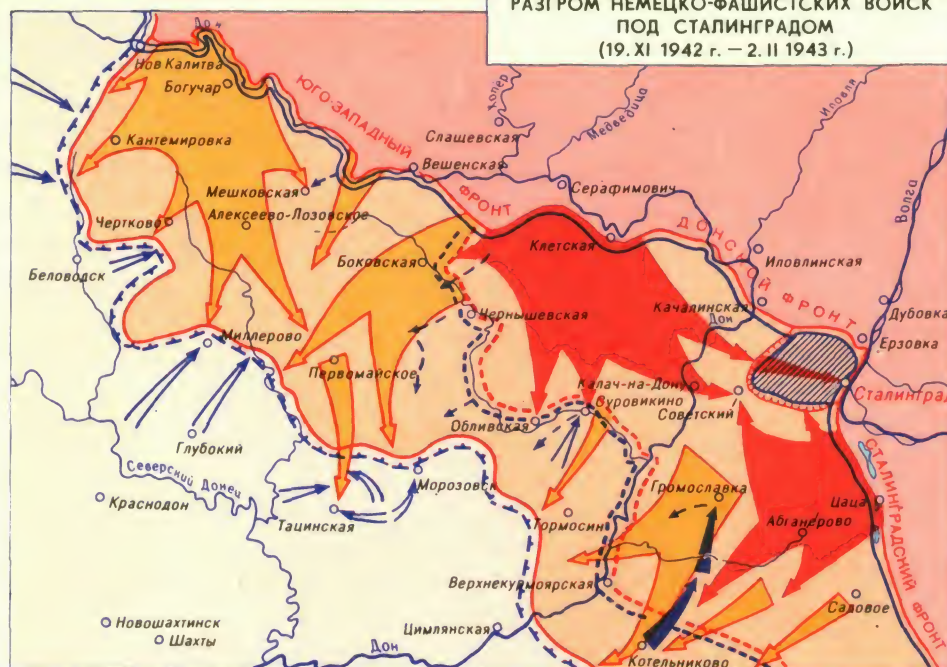 РАЗГРОМ НЕМЕЦКО-ФАШИСТСКИХ ВОЙСК
ПОД СТАЛИНГРАДОМ
(19. XI 1942 г. — 2. II 1943 г.)
Дон
Нов Калитва
Богучар
ЮГО-ЗАПАДНЫЙ
ФРОНТ
Хопёр
Медведица
Иловля
Волга
Кантемировка
Слащевская
Вешенская
Серафимович
Мешковская
Алексеево-Лозовское
Чертково
Клетская
ДОНСКОЙ ФРОНТ
Иловлинская
Боковская
Беловодск
Качалинская
Дон
Дубовка
Чернышевская
Ерзовка
Миллерово
Первомайское
Калач-на-Дону
Суровикино
Советский
Сталинград
Обливская
Глубокий
СТАЛИНГРАДСКИЙ ФРОНТ
Северский Донец
Морозовск
Громославка
Краснодон
Тацинская
Тормосин
Цаца
Абганерово
Верхнекурмоярская
Садовое
Новошахтинск
Шахты
Цимлянская
Дон
Котельниково